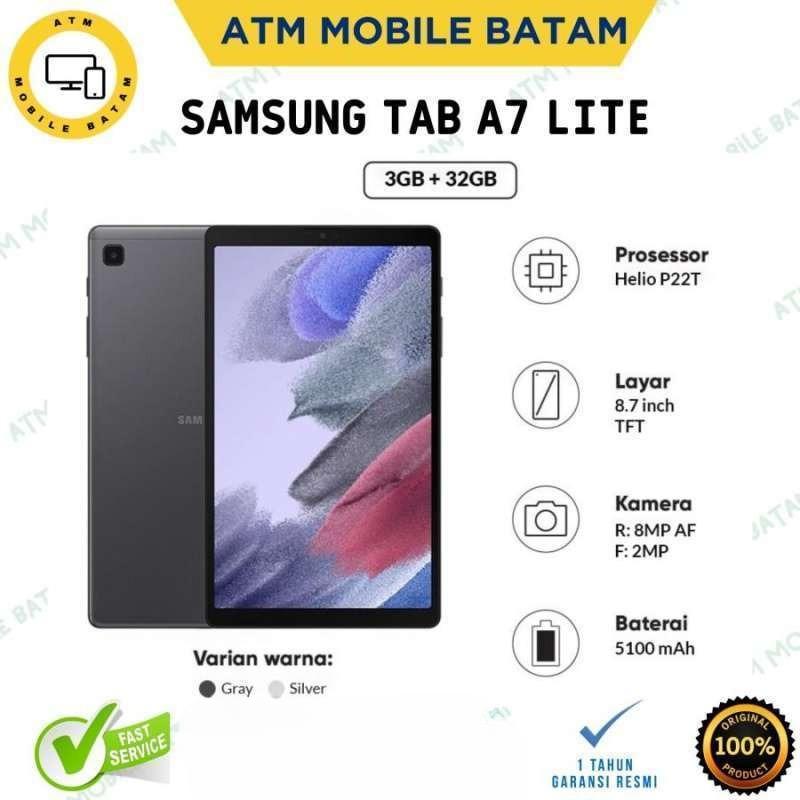 ATM
MOBILE BATAM
ATM MOBILE BATAM
SAMSUNG TAB A7 LITE
3GB + 32GB
Prosessor
Helio P22T
Layar
8.7 inch
TFT
SAM
Kamera
R: 8MP AF
F: 2MP
Baterai
5100 mAh
Varian warna:
Gray Silver
FAST
SERVICE
1 TAHUN
GARANSI RESMI
ORIGINAL
100%
PRODUCT